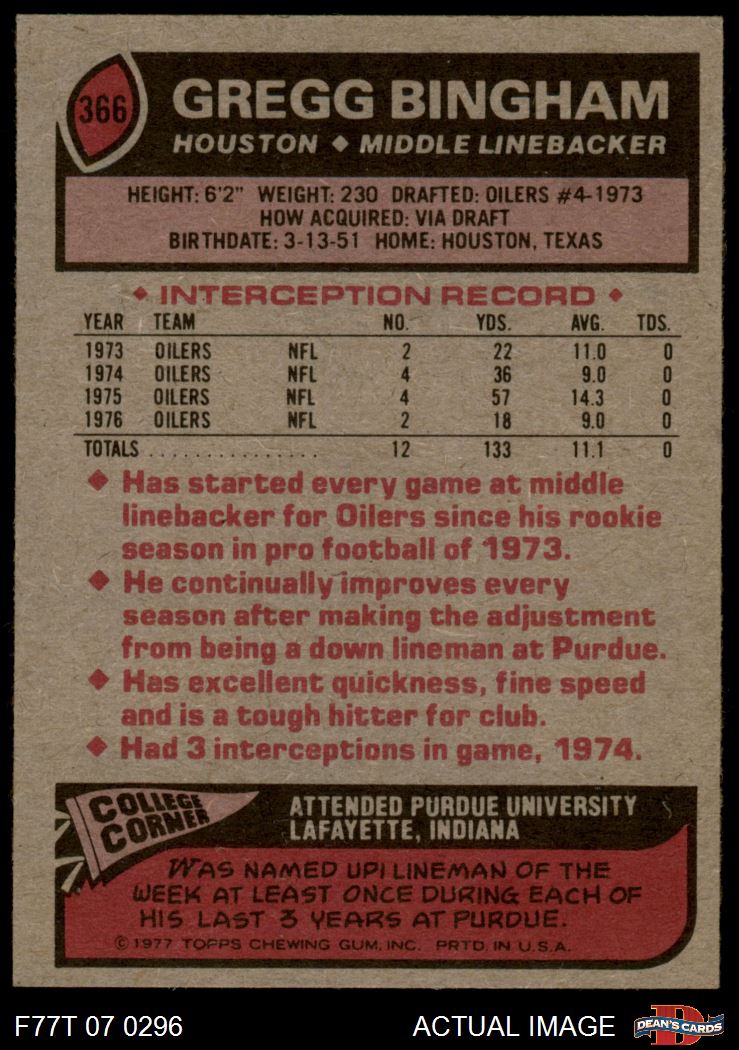 366
GREGG BINGHAM
HOUSTON ◆ MIDDLE LINEBACKER
HEIGHT: 6'2" WEIGHT: 230 DRAFTED: OILERS #4-1973
HOW ACQUIRED: VIA DRAFT
BIRTHDATE: 3-13-51 HOME: HOUSTON, TEXAS
◆ INTERCEPTION RECORD ◆
YEAR TEAM NO. YDS. AVG. TDS.
1973 OILERS NFL 2 22 11.0 0
1974 OILERS NFL 4 36 9.0 0
1975 OILERS NFL 4 57 14.3 0
1976 OILERS NFL 2 18 9.0 0
TOTALS ................ 12 133 11.1 0
◆ Has started every game at middle
linebacker for Oilers since his rookie
season in pro football of 1973.
◆ He continually improves every
season after making the adjustment
from being a down lineman at Purdue.
◆ Has excellent quickness, fine speed
and is a tough hitter for club.
◆ Had 3 interceptions in game, 1974.
COLLEGE
CORNER
ATTENDED PURDUE UNIVERSITY
LAFAYETTE, INDIANA
WAS NAMED UPI LINEMAN OF THE
WEEK AT LEAST ONCE DURING EACH OF
HIS LAST 3 YEARS AT PURDUE.
© 1977 TOPPS CHEWING GUM, INC. PRTD. IN U.S.A.
F77T 07 0296
ACTUAL IMAGE
D
DEAN'S CARDS